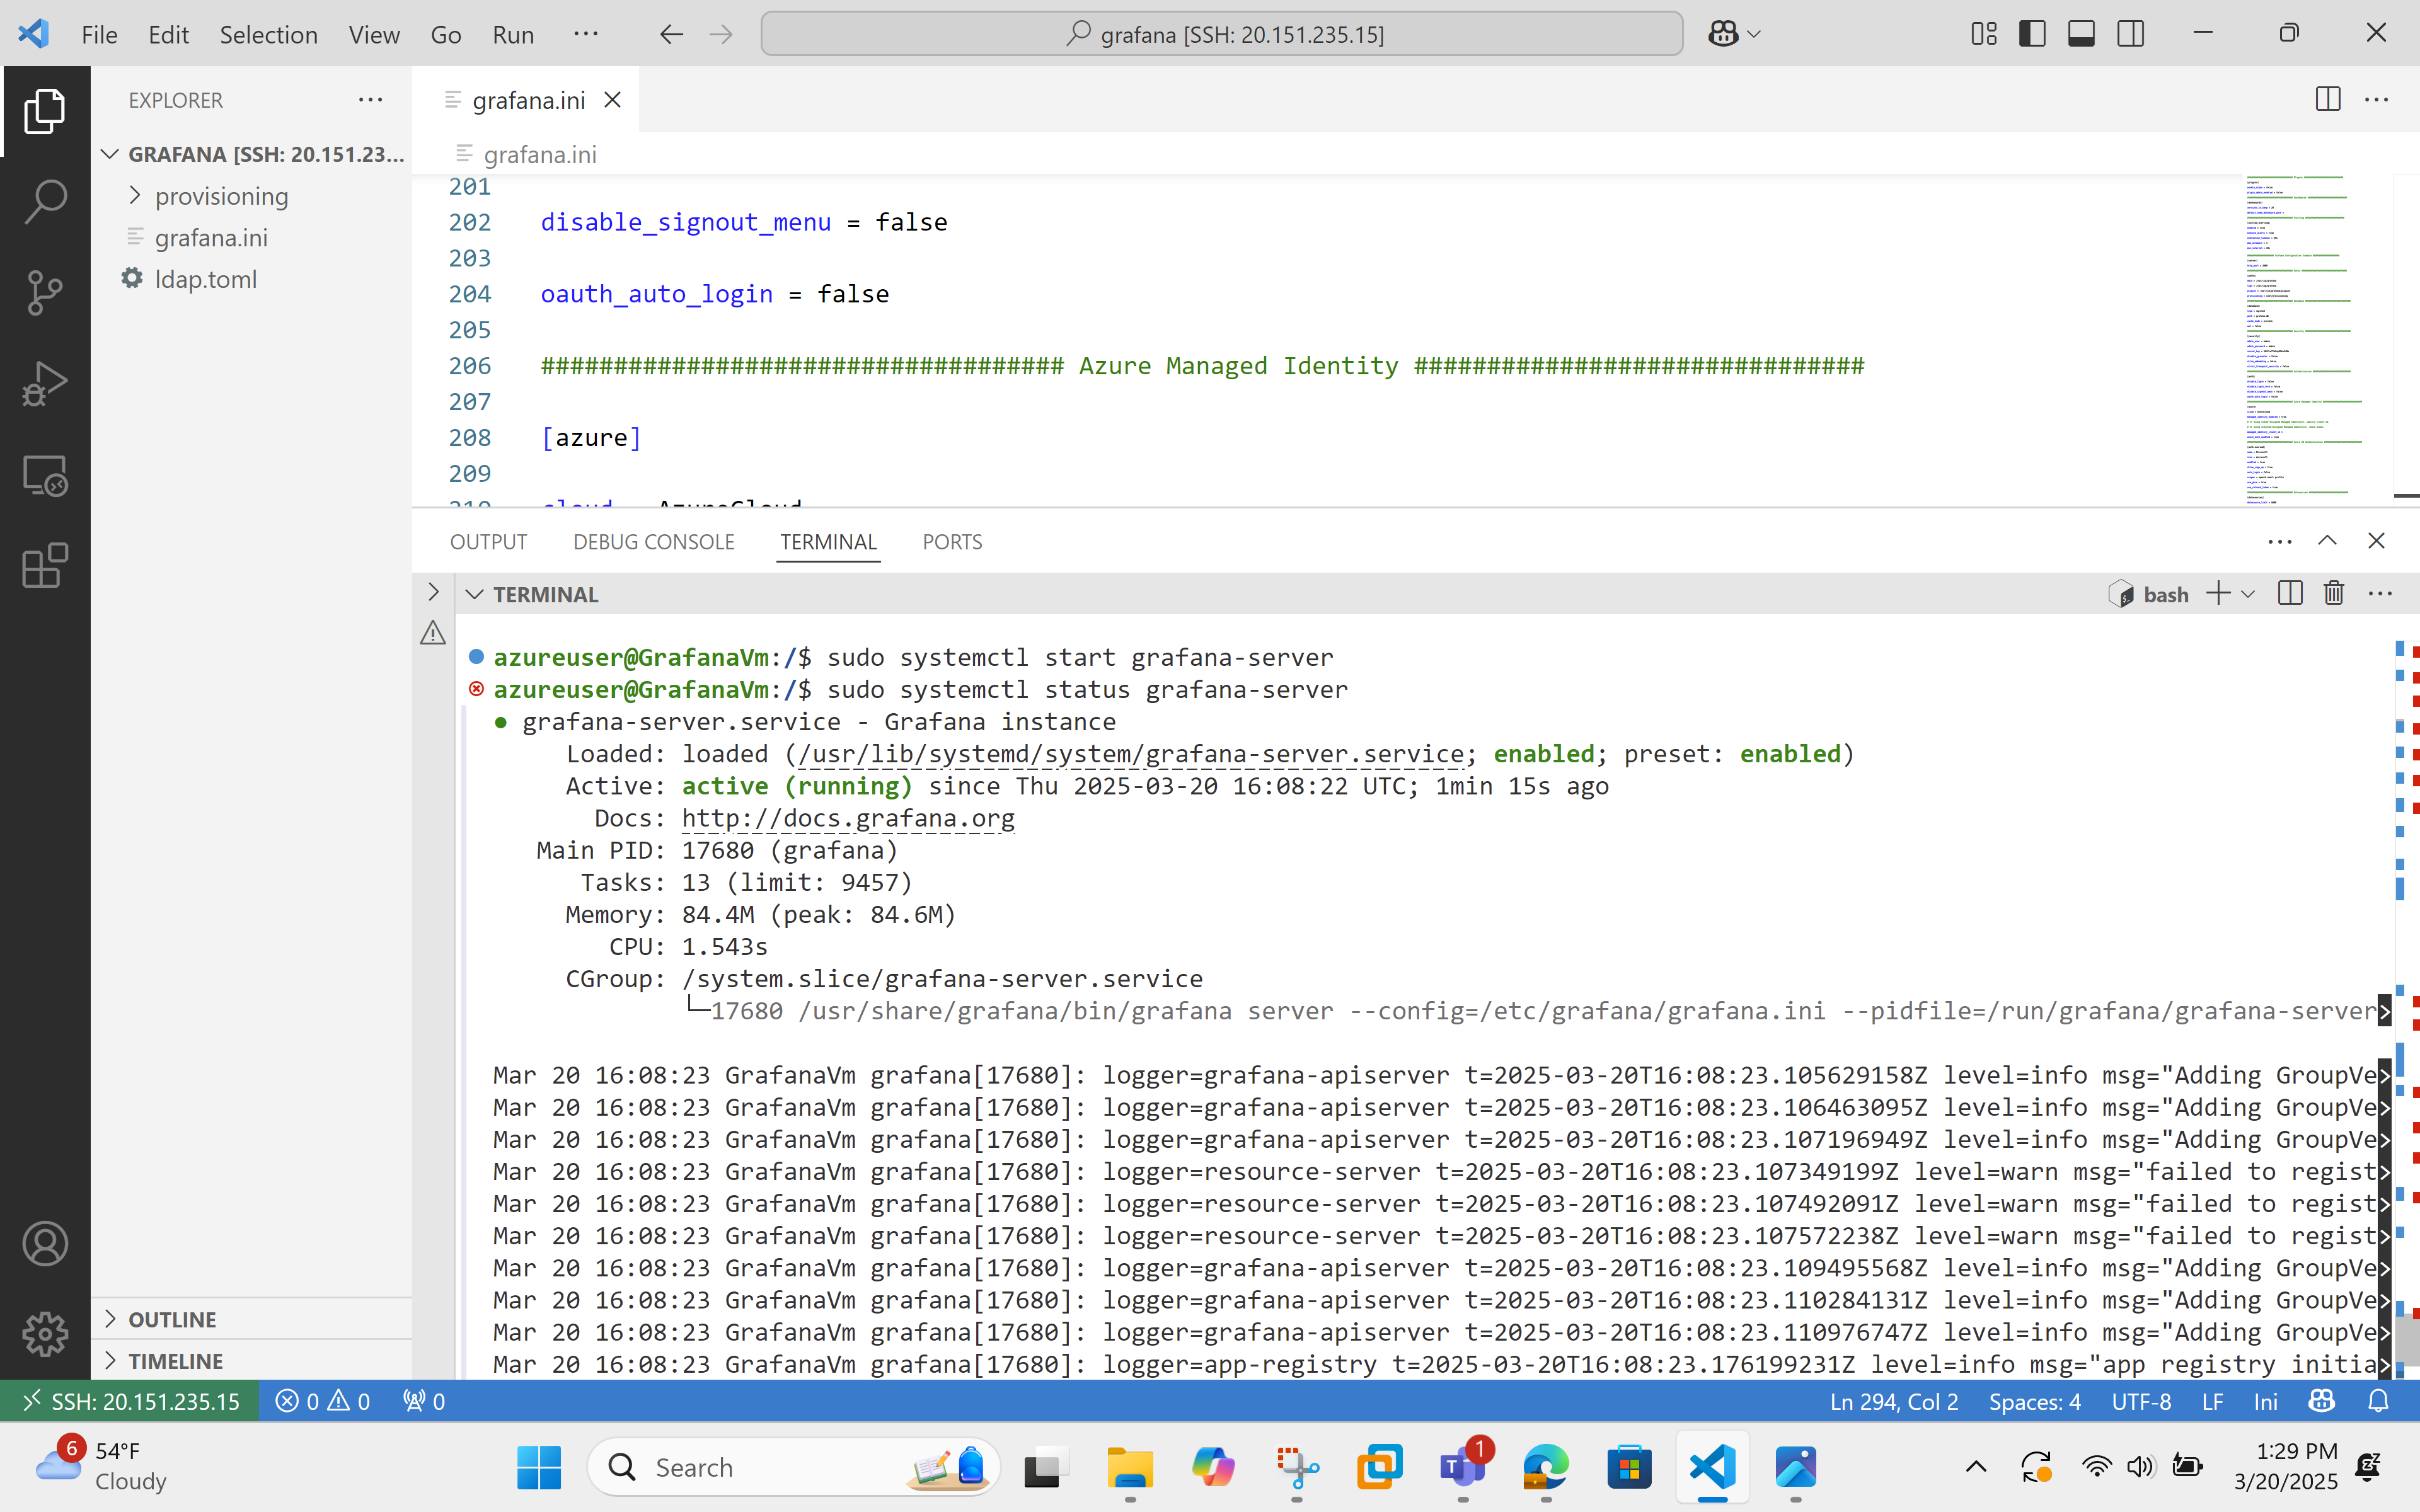 File Edit Selection View Go Run ··· grafana [SSH: 20.151.235.15]
EXPLORER
grafana.ini
GRAFANA [SSH: 20.151.23...
provisioning
grafana.ini
ldap.toml
grafana.ini
201
202 disable_signout_menu = false
203
204 oauth_auto_login = false
205
206 #################################### Azure Managed Identity ###############################
207
208 [azure]
209
210 cloud = AzureCloud
OUTPUT DEBUG CONSOLE TERMINAL PORTS
TERMINAL
bash
azureuser@GrafanaVm:/$ sudo systemctl start grafana-server
azureuser@GrafanaVm:/$ sudo systemctl status grafana-server
● grafana-server.service - Grafana instance
Loaded: loaded (/usr/lib/systemd/system/grafana-server.service; enabled; preset: enabled)
Active: active (running) since Thu 2025-03-20 16:08:22 UTC; 1min 15s ago
Docs: http://docs.grafana.org
Main PID: 17680 (grafana)
Tasks: 13 (limit: 9457)
Memory: 84.4M (peak: 84.6M)
CPU: 1.543s
CGroup: /system.slice/grafana-server.service
└─17680 /usr/share/grafana/bin/grafana server --config=/etc/grafana/grafana.ini --pidfile=/run/grafana/grafana-server>
Mar 20 16:08:23 GrafanaVm grafana[17680]: logger=grafana-apiserver t=2025-03-20T16:08:23.105629158Z level=info msg="Adding GroupVe>
Mar 20 16:08:23 GrafanaVm grafana[17680]: logger=grafana-apiserver t=2025-03-20T16:08:23.106463095Z level=info msg="Adding GroupVe>
Mar 20 16:08:23 GrafanaVm grafana[17680]: logger=grafana-apiserver t=2025-03-20T16:08:23.107196949Z level=info msg="Adding GroupVe>
Mar 20 16:08:23 GrafanaVm grafana[17680]: logger=resource-server t=2025-03-20T16:08:23.107349199Z level=warn msg="failed to regist>
Mar 20 16:08:23 GrafanaVm grafana[17680]: logger=resource-server t=2025-03-20T16:08:23.107492091Z level=warn msg="failed to regist>
Mar 20 16:08:23 GrafanaVm grafana[17680]: logger=resource-server t=2025-03-20T16:08:23.107572238Z level=warn msg="failed to regist>
Mar 20 16:08:23 GrafanaVm grafana[17680]: logger=grafana-apiserver t=2025-03-20T16:08:23.109495568Z level=info msg="Adding GroupVe>
Mar 20 16:08:23 GrafanaVm grafana[17680]: logger=grafana-apiserver t=2025-03-20T16:08:23.110284131Z level=info msg="Adding GroupVe>
Mar 20 16:08:23 GrafanaVm grafana[17680]: logger=grafana-apiserver t=2025-03-20T16:08:23.110976747Z level=info msg="Adding GroupVe>
Mar 20 16:08:23 GrafanaVm grafana[17680]: logger=app-registry t=2025-03-20T16:08:23.176199231Z level=info msg="app registry initia>
OUTLINE
TIMELINE
SSH: 20.151.235.15 0 0 0 Ln 294, Col 2 Spaces: 4 UTF-8 LF Ini
6 54°F
Cloudy
Search
1
1:29 PM
3/20/2025